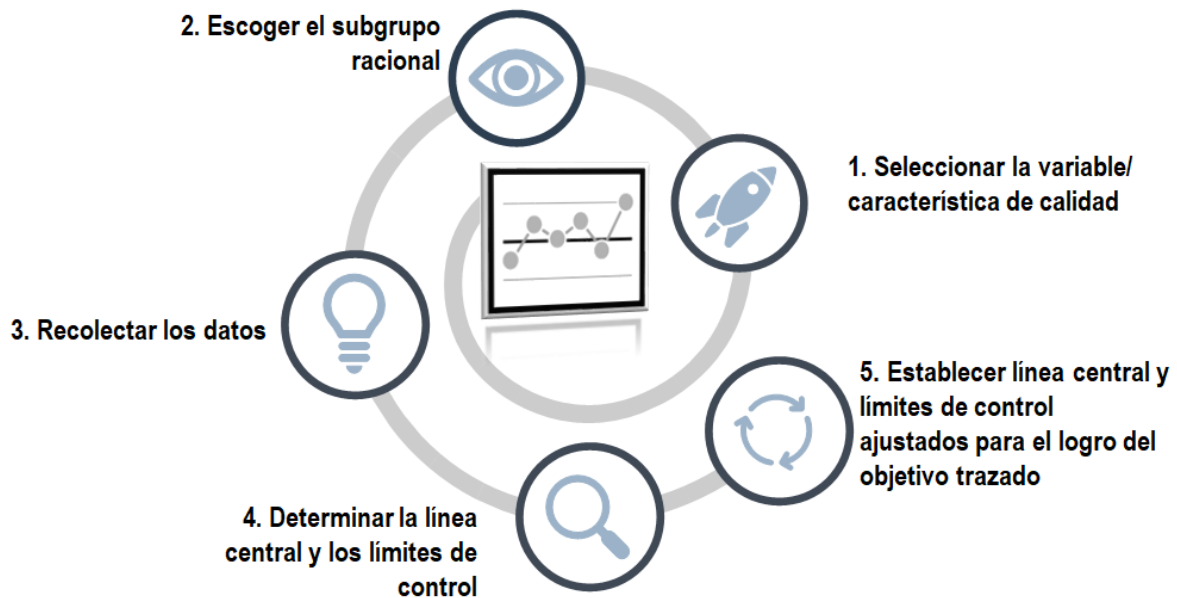 2. Escoger el subgrupo
racional
1. Seleccionar la variable/
característica de calidad
3. Recolectar los datos
5. Establecer línea central y
límites de control
ajustados para el logro del
objetivo trazado
4. Determinar la línea
central y los límites de
control